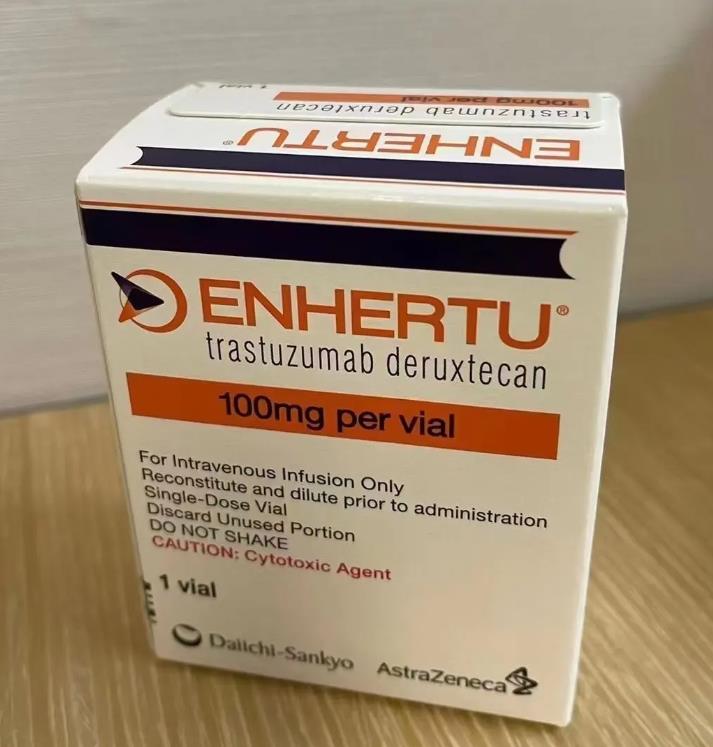 1 vial
100mg per vial
trastuzumab deruxtecan
ENHERTU®
ENHERTU®
trastuzumab deruxtecan
100mg per vial
For Intravenous Infusion Only
Reconstitute and dilute prior to administration
Single-Dose Vial
Discard Unused Portion
DO NOT SHAKE
CAUTION: Cytotoxic Agent
1 vial
Daiichi-Sankyo
AstraZeneca